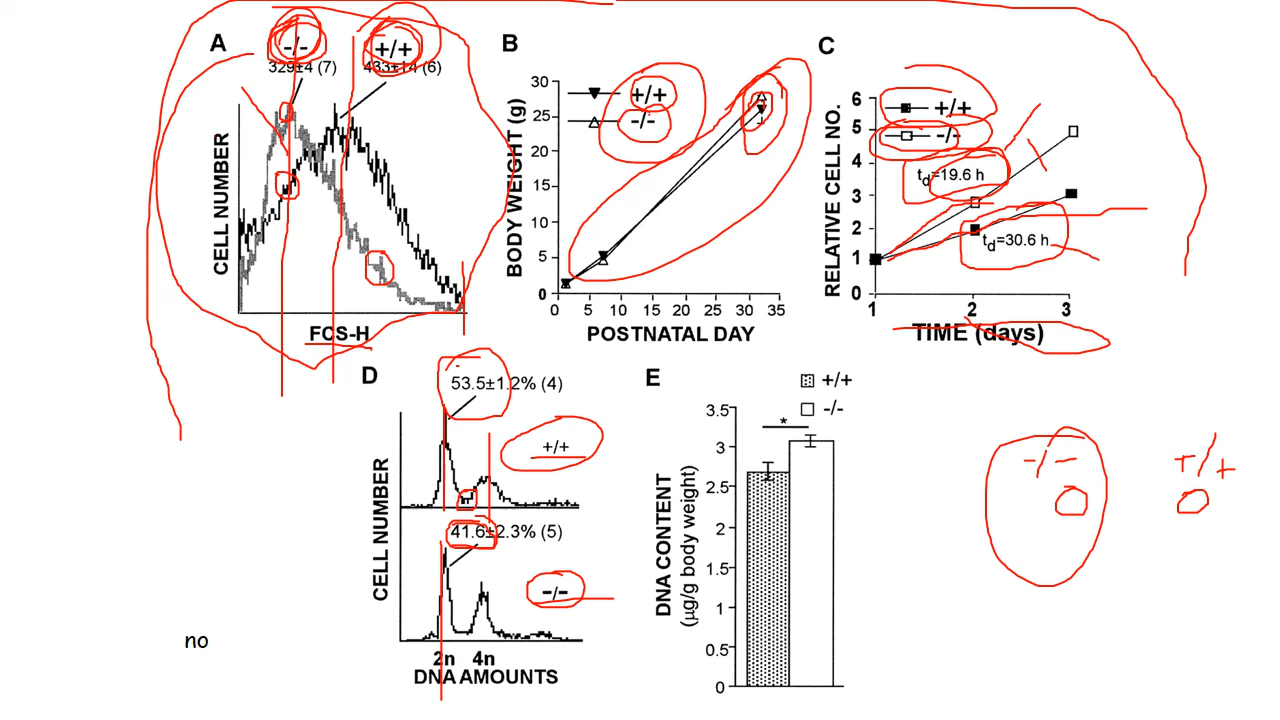 A
-/-
+/+
329±4 (7)
433±14 (6)
CELL NUMBER
FCS-H
B
+/+
-/-
BODY WEIGHT (g)
30
25
20
15
10
5
0
0 5 10 15 20 25 30 35
POSTNATAL DAY
C
+/+
-/-
RELATIVE CELL NO.
6
5
4
3
2
1
0
td=19.6 h
td=30.6 h
1 2 3
TIME (days)
D
53.5±1.2% (4)
+/+
CELL NUMBER
41.6±2.3% (5)
-/-
CELL NUMBER
2n 4n
DNA AMOUNTS
E
+/+
-/-
*
DNA CONTENT
(µg/g body weight)
3.5
3
2.5
2
1.5
1
0.5
0
-/-
+/+
no